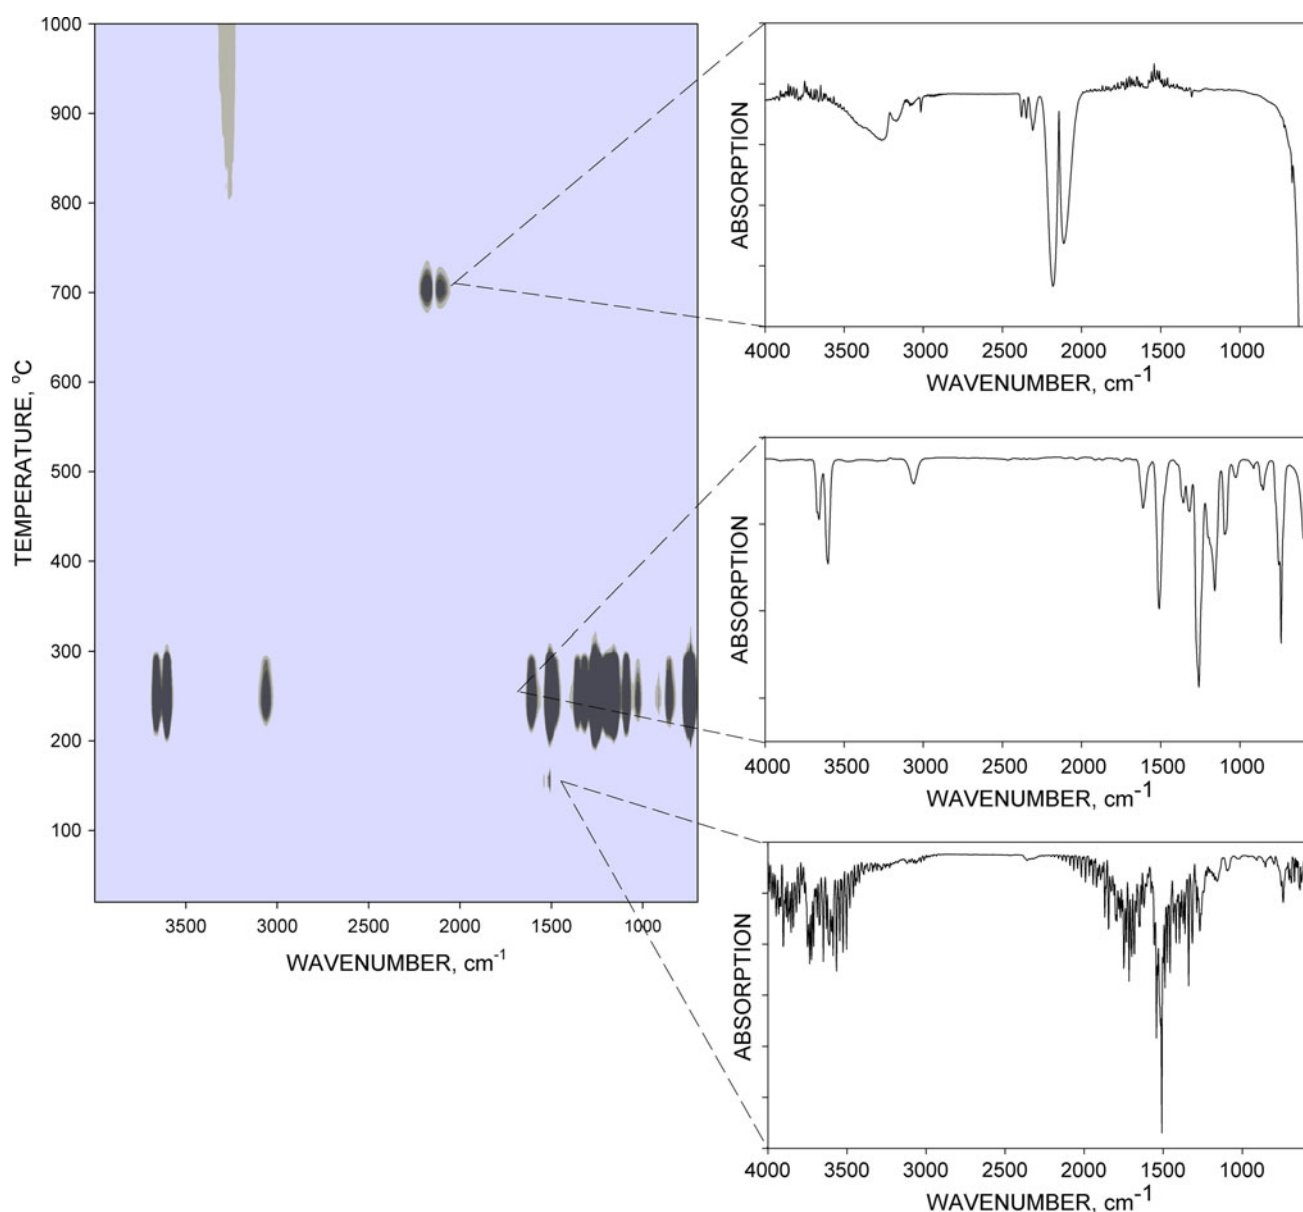 1000
900
800
700
600
500
400
300
200
100
TEMPERATURE, °C
3500 3000 2500 2000 1500 1000
WAVENUMBER, cm-1
ABSORPTION
4000 3500 3000 2500 2000 1500 1000
WAVENUMBER, cm-1
ABSORPTION
4000 3500 3000 2500 2000 1500 1000
WAVENUMBER, cm-1
ABSORPTION
4000 3500 3000 2500 2000 1500 1000
WAVENUMBER, cm-1